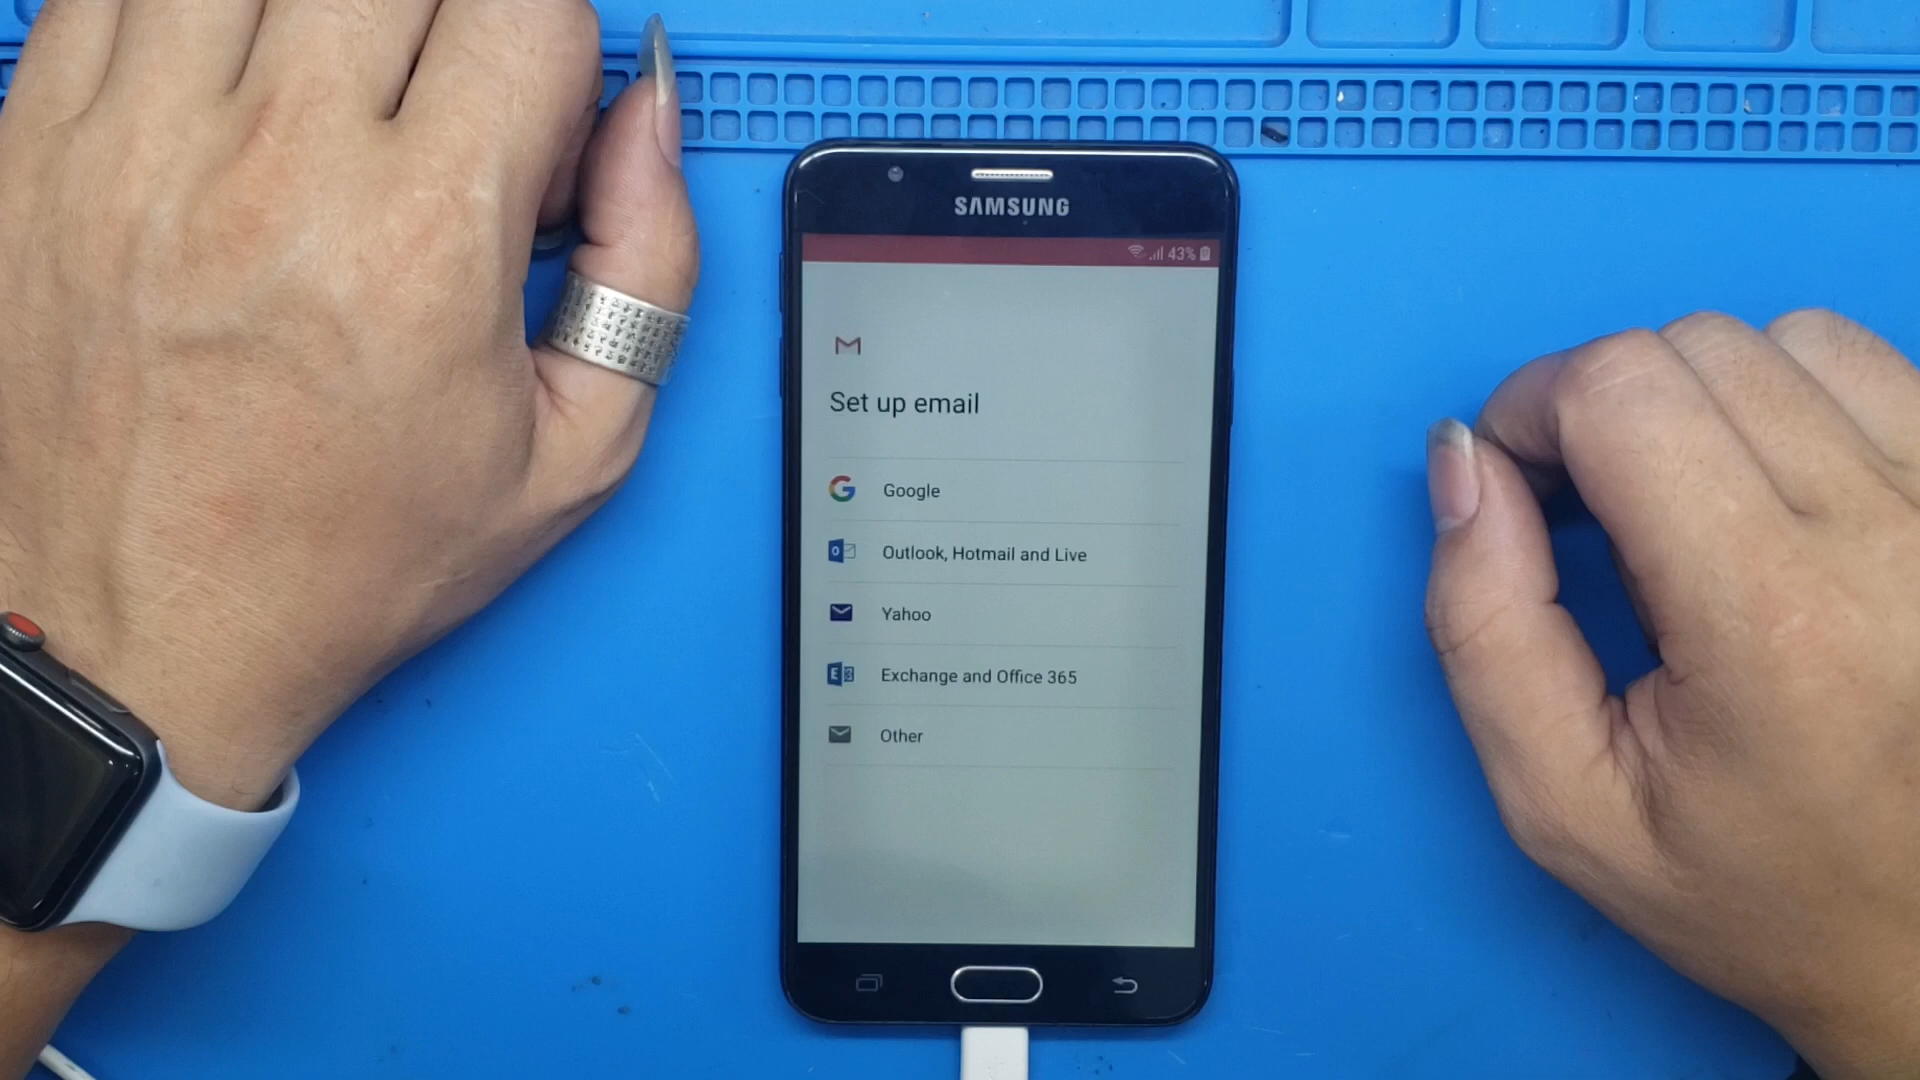 SAMSUNG
43%
Set up email
Google
Outlook, Hotmail and Live
Yahoo
Exchange and Office 365
Other